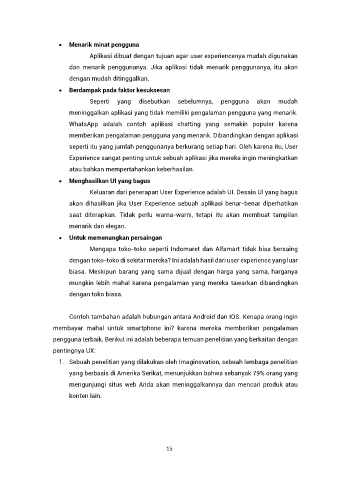 • Menarik minat pengguna
Aplikasi dibuat dengan tujuan agar user experiencenya mudah digunakan
dan menarik penggunanya. Jika aplikasi tidak menarik penggunanya, itu akan
dengan mudah ditinggalkan.
• Berdampak pada faktor kesuksesan
Seperti yang disebutkan sebelumnya, pengguna akan mudah
meninggalkan aplikasi yang tidak memiliki pengalaman pengguna yang menarik.
WhatsApp adalah contoh aplikasi chatting yang semakin populer karena
memberikan pengalaman pengguna yang menarik. Dibandingkan dengan aplikasi
seperti itu yang jumlah penggunanya berkurang setiap hari. Oleh karena itu, User
Experience sangat penting untuk sebuah aplikasi jika mereka ingin meningkatkan
atau bahkan mempertahankan keberhasilan.
• Menghasilkan UI yang bagus
Keluaran dari penerapan User Experience adalah UI. Desain UI yang bagus
akan dihasilkan jika User Experience sebuah aplikasi benar-benar diperhatikan
saat diterapkan. Tidak perlu warna-warni, tetapi itu akan membuat tampilan
menarik dan elegan.
• Untuk memenangkan persaingan
Mengapa toko-toko seperti Indomaret dan Alfamart tidak bisa bersaing
dengan toko-toko di sekitar mereka? Ini adalah hasil dari user experience yang luar
biasa. Meskipun barang yang sama dijual dengan harga yang sama, harganya
mungkin lebih mahal karena pengalaman yang mereka tawarkan dibandingkan
dengan toko biasa.
Contoh tambahan adalah hubungan antara Android dan IOS. Kenapa orang ingin
membayar mahal untuk smartphone ini? karena mereka memberikan pengalaman
pengguna terbaik. Berikut ini adalah beberapa temuan penelitian yang berkaitan dengan
pentingnya UX:
1. Sebuah penelitian yang dilakukan oleh Imaginovation, sebuah lembaga penelitian
yang berbasis di Amerika Serikat, menunjukkan bahwa sebanyak 79% orang yang
mengunjungi situs web Anda akan meninggalkannya dan mencari produk atau
konten lain.
15